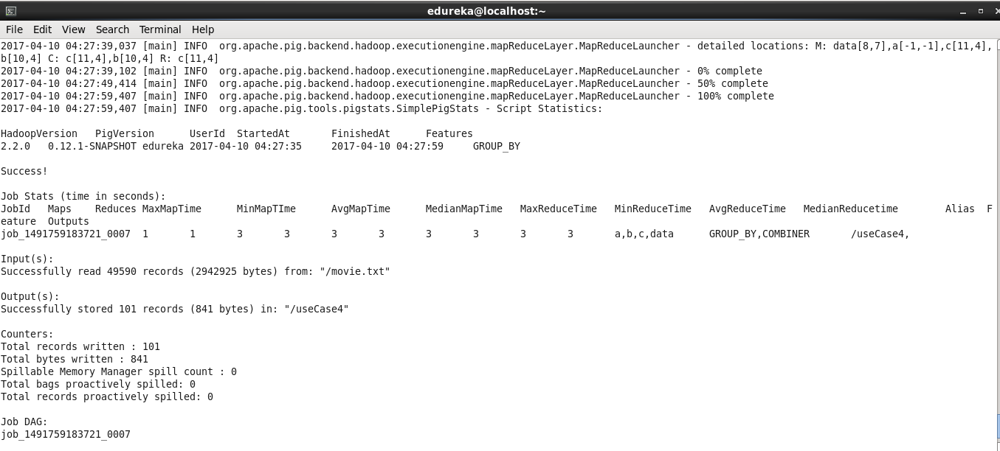 edureka@localhost:~
File Edit View Search Terminal Help
2017-04-10 04:27:39,037 [main] INFO  org.apache.pig.backend.hadoop.executionengine.mapReduceLayer.MapReduceLauncher - detailed locations: M: data[8,7],a[-1,-1],c[11,4],
b[10,4] C: c[11,4],b[10,4] R: c[11,4]
2017-04-10 04:27:39,102 [main] INFO  org.apache.pig.backend.hadoop.executionengine.mapReduceLayer.MapReduceLauncher - 0% complete
2017-04-10 04:27:49,414 [main] INFO  org.apache.pig.backend.hadoop.executionengine.mapReduceLayer.MapReduceLauncher - 50% complete
2017-04-10 04:27:59,407 [main] INFO  org.apache.pig.backend.hadoop.executionengine.mapReduceLayer.MapReduceLauncher - 100% complete
2017-04-10 04:27:59,407 [main] INFO  org.apache.pig.tools.pigstats.SimplePigStats - Script Statistics:
HadoopVersion   PigVersion      UserId  StartedAt       FinishedAt      Features
2.2.0   0.12.1-SNAPSHOT edureka 2017-04-10 04:27:35     2017-04-10 04:27:59     GROUP_BY
Success!
Job Stats (time in seconds):
JobId   Maps    Reduces MaxMapTime      MinMapTIme      AvgMapTime      MedianMapTime   MaxReduceTime   MinReduceTime   AvgReduceTime   MedianReducetime        Alias  F
eature  Outputs
job_1491759183721_0007  1       1       3       3       3       3       3       3       3       3       a,b,c,data      GROUP_BY,COMBINER       /useCase4,
Input(s):
Successfully read 49590 records (2942925 bytes) from: "/movie.txt"
Output(s):
Successfully stored 101 records (841 bytes) in: "/useCase4"
Counters:
Total records written : 101
Total bytes written : 841
Spillable Memory Manager spill count : 0
Total bags proactively spilled: 0
Total records proactively spilled: 0
Job DAG:
job_1491759183721_0007